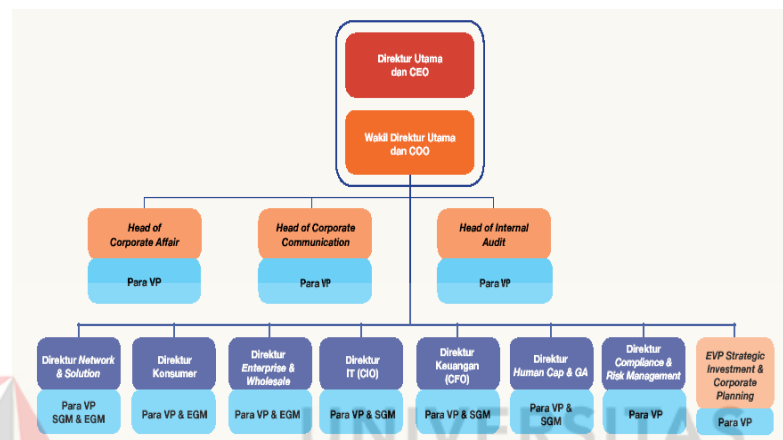 Direktur Utama
dan CEO
Wakil Direktur Utama
dan COO
Head of
Corporate Affair
Head of Corporate
Communication
Head of Internal
Audit
Para VP
Para VP
Para VP
Direktur Network
& Solution
Direktur
Konsumer
Direktur
Enterprise &
Wholesale
Direktur
IT (CIO)
Direktur
Keuangan
(CFO)
Direktur
Human Cap & GA
Direktur
Compliance &
Risk Management
EVP Strategic
Investment &
Corporate
Planning
Para VP
SGM & EGM
Para VP & EGM
Para VP & EGM
Para VP & SGM
Para VP & SGM
Para VP &
SGM
Para VP
Para VP
UNIVERSITAS